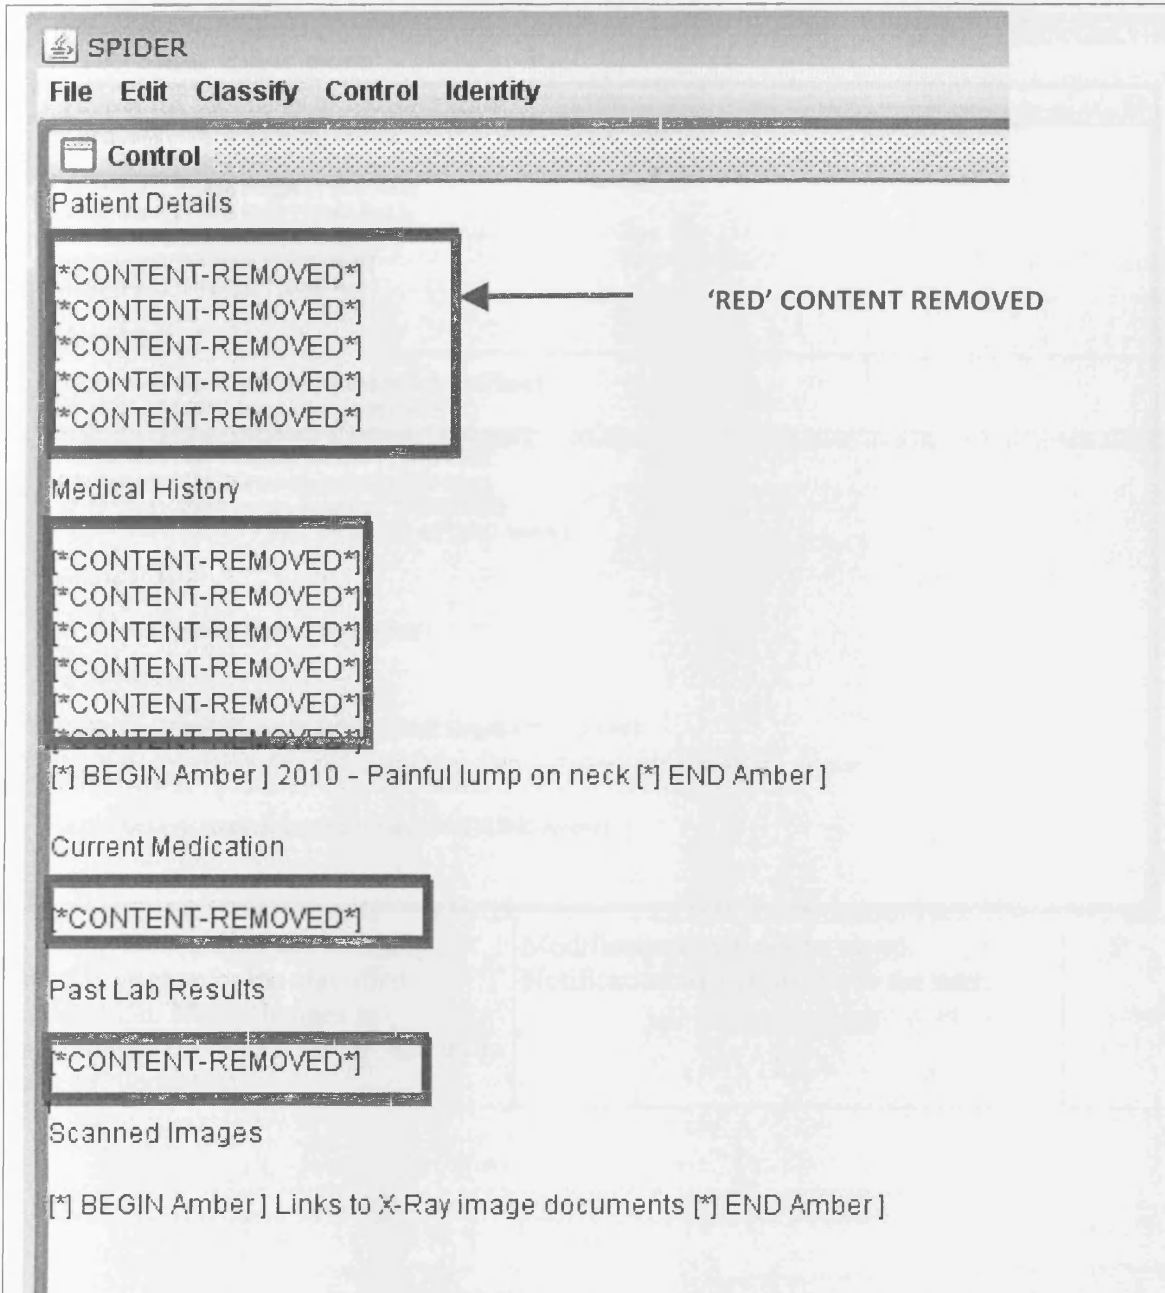 SPIDER
File Edit Classify Control Identity
Control
Patient Details
[*CONTENT-REMOVED*]
[*CONTENT-REMOVED*]
[*CONTENT-REMOVED*]
[*CONTENT-REMOVED*]
[*CONTENT-REMOVED*]
'RED' CONTENT REMOVED
Medical History
[*CONTENT-REMOVED*]
[*CONTENT-REMOVED*]
[*CONTENT-REMOVED*]
[*CONTENT-REMOVED*]
[*CONTENT-REMOVED*]
[*CONTENT-REMOVED*]
[*] BEGIN Amber ] 2010 – Painful lump on neck [*] END Amber ]
Current Medication
[*CONTENT-REMOVED*]
Past Lab Results
[*CONTENT-REMOVED*]
Scanned Images
[*] BEGIN Amber ] Links to X-Ray image documents [*] END Amber ]